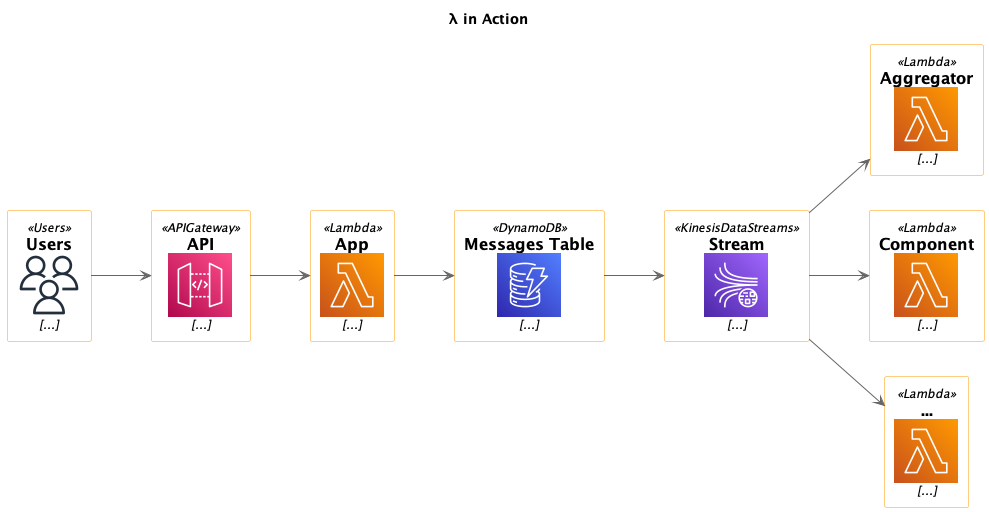 λ in Action
«Lambda»
Aggregator
[...]
«Users»
Users
[...]
«APIGateway»
API
</>
[...]
«Lambda»
App
[...]
«DynamoDB»
Messages Table
[...]
«KinesisDataStreams»
Stream
[...]
«Lambda»
Component
[...]
«Lambda»
...
[...]